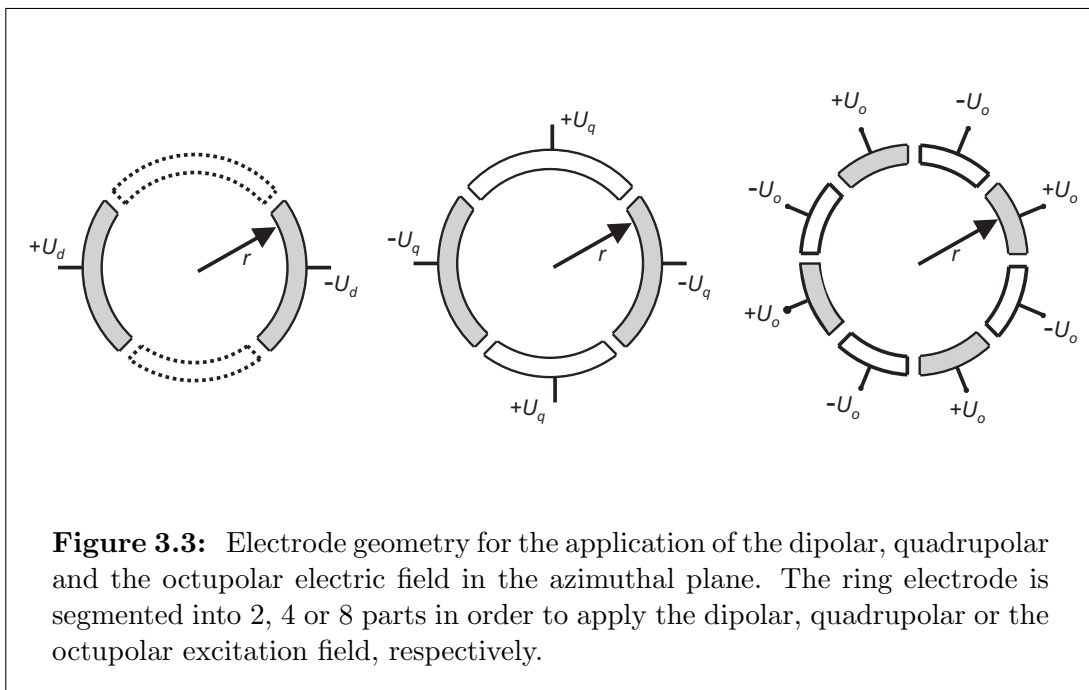 +U_d
r
-U_d
+U_q
-U_q
r
-U_q
+U_q
+U_o
-U_o
-U_o
+U_o
r
+U_o
-U_o
-U_o
+U_o
Figure 3.3: Electrode geometry for the application of the dipolar, quadrupolar
and the octupolar electric field in the azimuthal plane. The ring electrode is
segmented into 2, 4 or 8 parts in order to apply the dipolar, quadrupolar or the
octupolar excitation field, respectively.